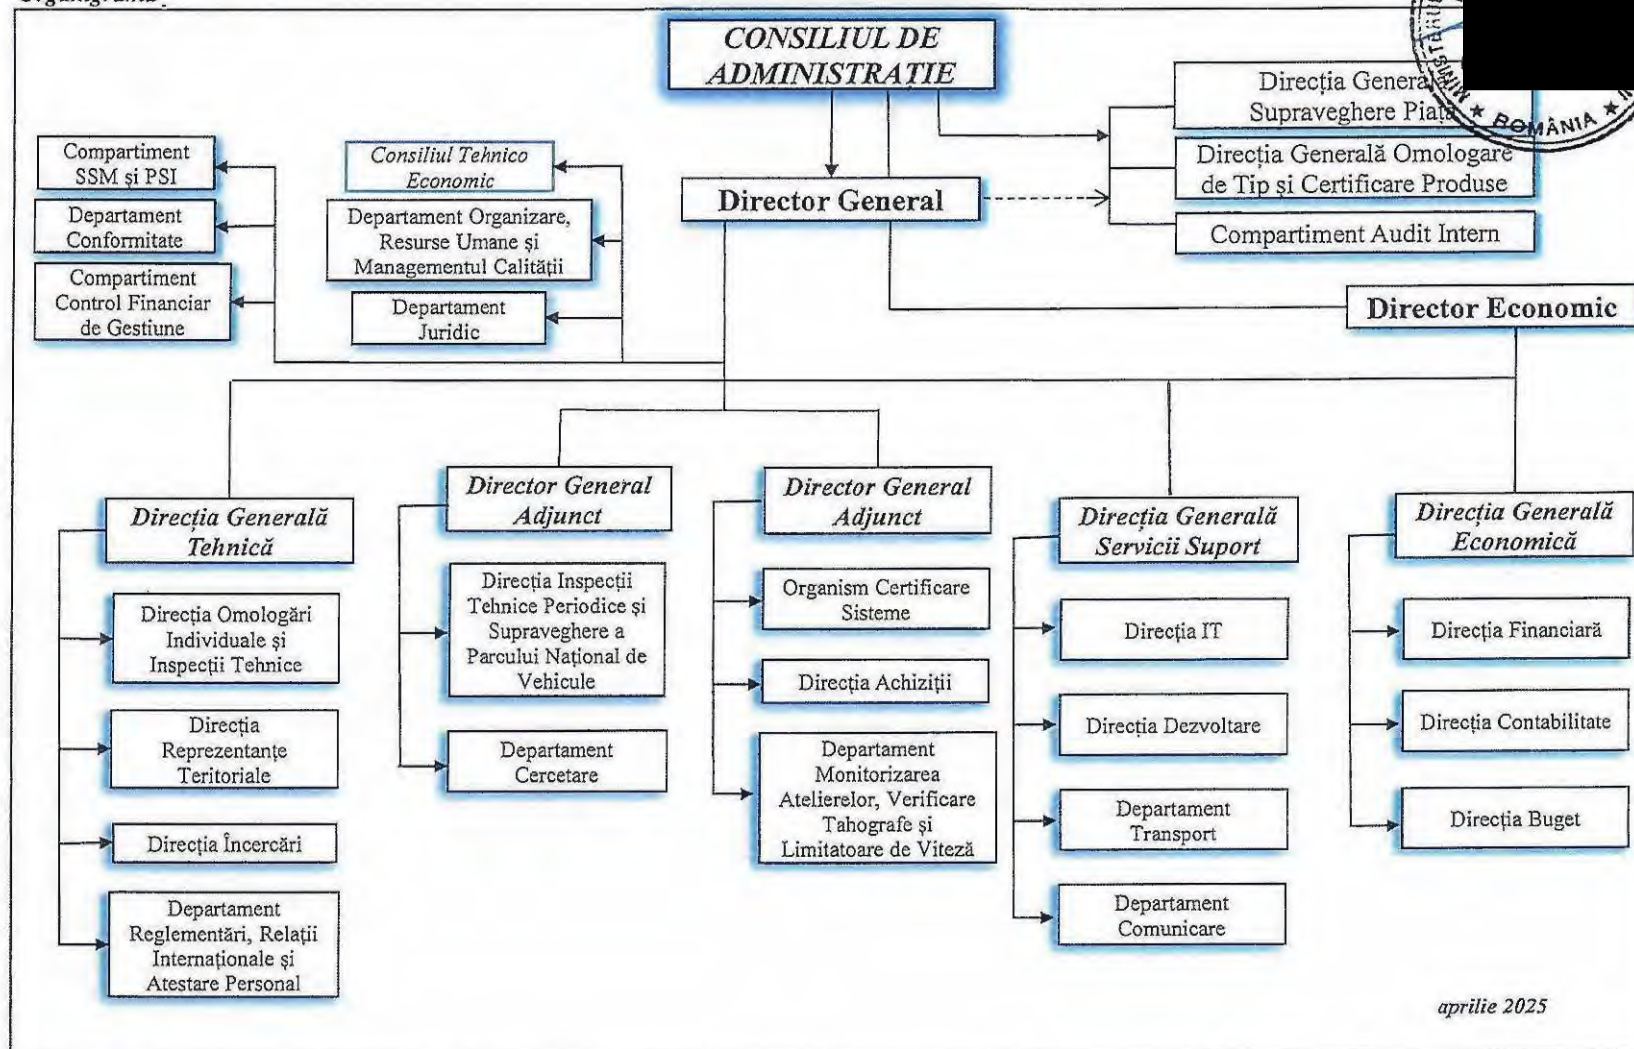 Organigrama
CONSILIUL DE
ADMINISTRAȚIE
Direcția Generală
Supraveghere Piață
ROMÂNIA
Compartiment
SSM și PSI
Consiliul Tehnico
Economic
Direcția Generală Omologare
de Tip și Certificare Produse
Departament
Conformitate
Departament Organizare,
Resurse Umane și
Managementul Calității
Director General
Compartiment Audit Intern
Compartiment
Control Financiar
de Gestiune
Departament
Juridic
Director Economic
Direcția Generală
Tehnică
Direcția Omologări
Individuale și
Inspecții Tehnice
Direcția
Reprezentanțe
Teritoriale
Direcția Încercări
Departament
Reglementări, Relații
Internaționale și
Atestare Personal
Director General
Adjunct
Direcția Inspecții
Tehnice Periodice și
Supraveghere a
Parcului Național de
Vehicule
Departament
Cercetare
Director General
Adjunct
Organism Certificare
Sisteme
Direcția Achiziții
Departament
Monitorizarea
Atelierelor, Verificare
Tahografe și
Limitatoare de Viteză
Direcția Generală
Servicii Suport
Direcția IT
Direcția Dezvoltare
Departament
Transport
Departament
Comunicare
Direcția Generală
Economică
Direcția Financiară
Direcția Contabilitate
Direcția Buget
aprilie 2025